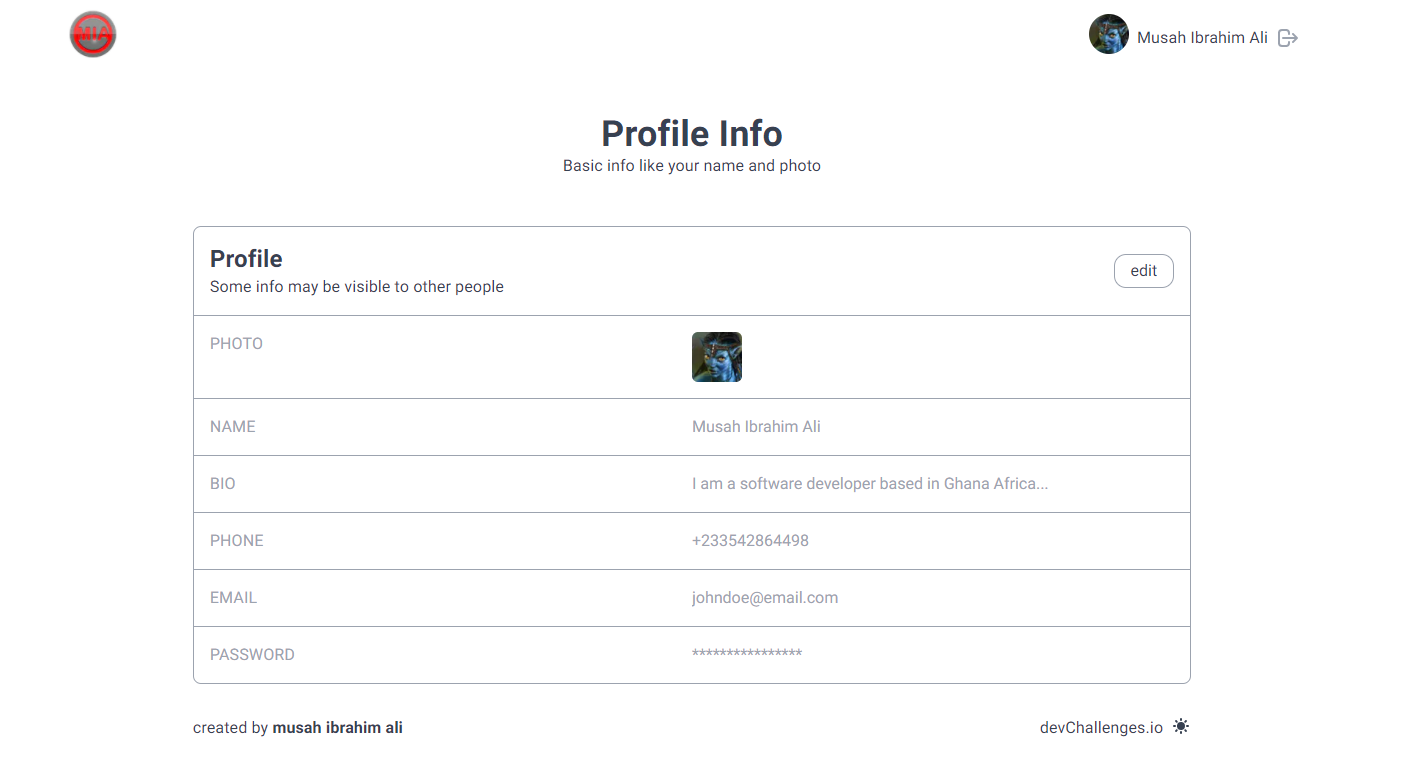 MIA
Musah Ibrahim Ali
Profile Info
Basic info like your name and photo
Profile
Some info may be visible to other people
edit
PHOTO
NAME
Musah Ibrahim Ali
BIO
I am a software developer based in Ghana Africa...
PHONE
+233542864498
EMAIL
johndoe@email.com
PASSWORD
****************
created by musah ibrahim ali
devChallenges.io